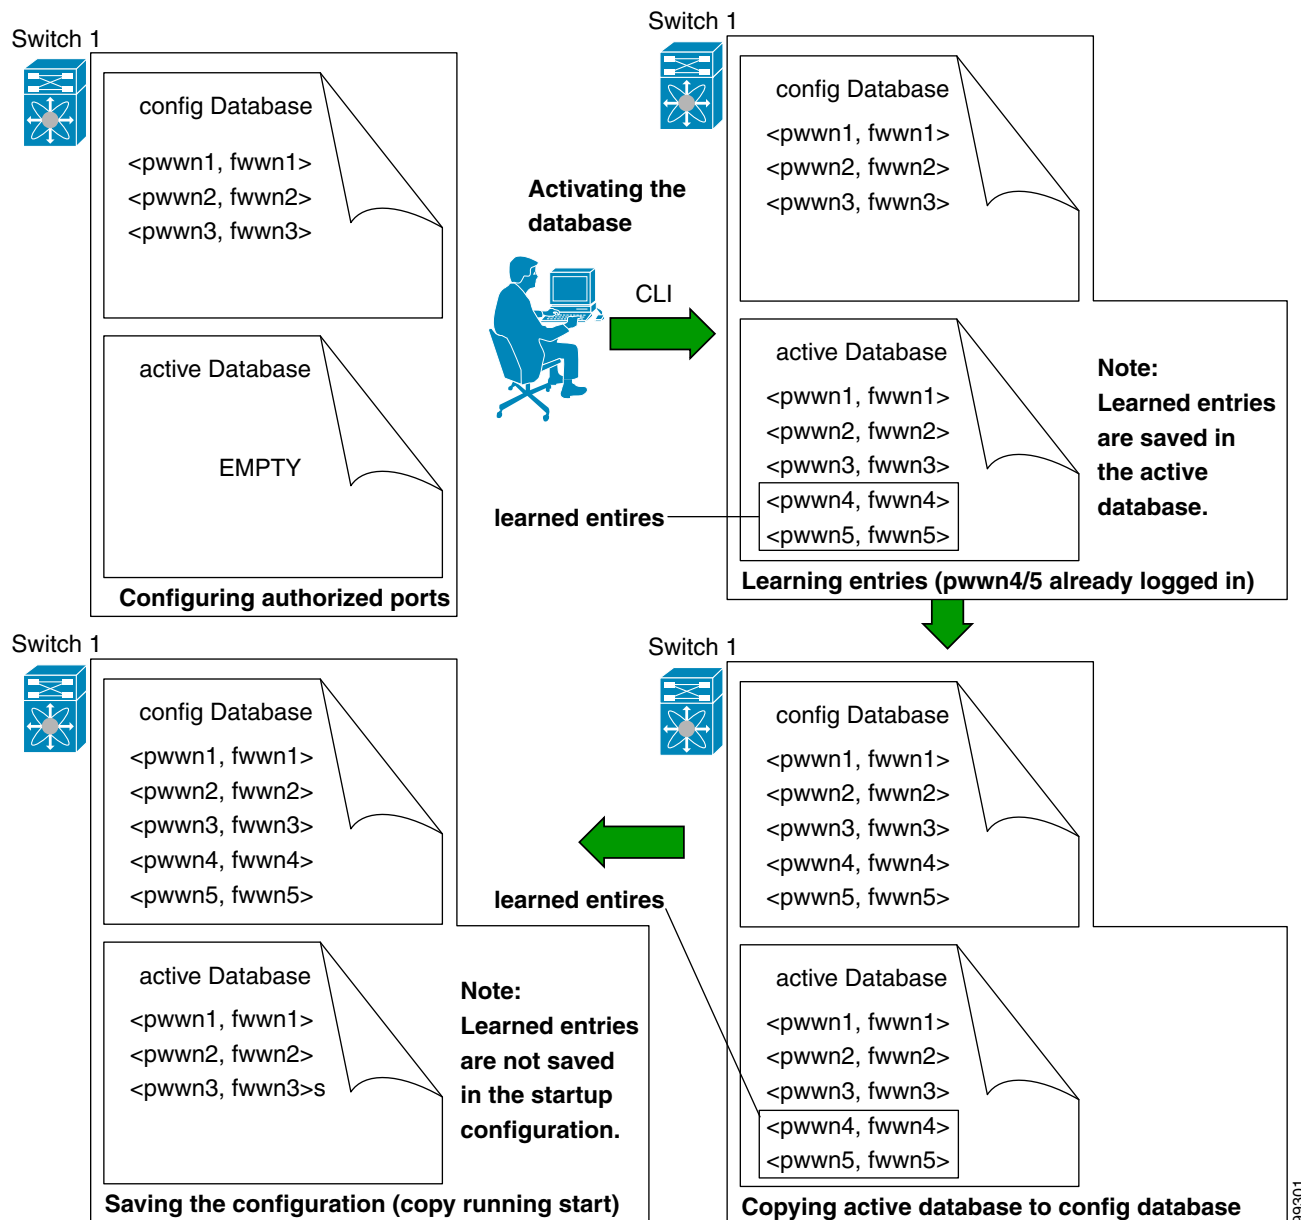 Switch 1
config Database
<pwwn1, fwwn1>
<pwwn2, fwwn2>
<pwwn3, fwwn3>
active Database
EMPTY
Configuring authorized ports
Activating the
database
CLI
Switch 1
config Database
<pwwn1, fwwn1>
<pwwn2, fwwn2>
<pwwn3, fwwn3>
active Database
<pwwn1, fwwn1>
<pwwn2, fwwn2>
<pwwn3, fwwn3>
<pwwn4, fwwn4>
<pwwn5, fwwn5>
learned entires
Note:
Learned entries
are saved in
the active
database.
Learning entries (pwwn4/5 already logged in)
Switch 1
config Database
<pwwn1, fwwn1>
<pwwn2, fwwn2>
<pwwn3, fwwn3>
<pwwn4, fwwn4>
<pwwn5, fwwn5>
active Database
<pwwn1, fwwn1>
<pwwn2, fwwn2>
<pwwn3, fwwn3>s
Note:
Learned entries
are not saved
in the startup
configuration.
Saving the configuration (copy running start)
Switch 1
config Database
<pwwn1, fwwn1>
<pwwn2, fwwn2>
<pwwn3, fwwn3>
<pwwn4, fwwn4>
<pwwn5, fwwn5>
learned entires
active Database
<pwwn1, fwwn1>
<pwwn2, fwwn2>
<pwwn3, fwwn3>
<pwwn4, fwwn4>
<pwwn5, fwwn5>
Copying active database to config database
99301